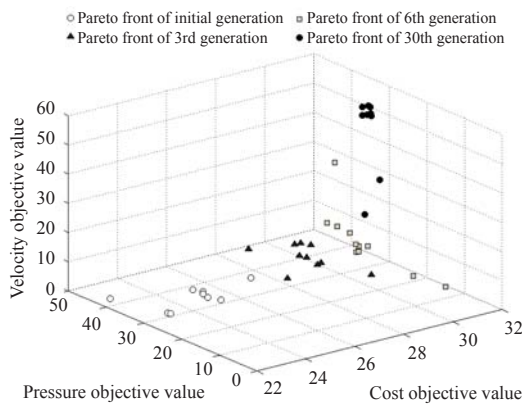 Pareto front of initial generation
Pareto front of 6th generation
Pareto front of 3rd generation
Pareto front of 30th generation
60
50
40
30
20
10
0
Velocity objective value
50
40
30
20
10
0
Pressure objective value
22
24
26
28
30
32
Cost objective value